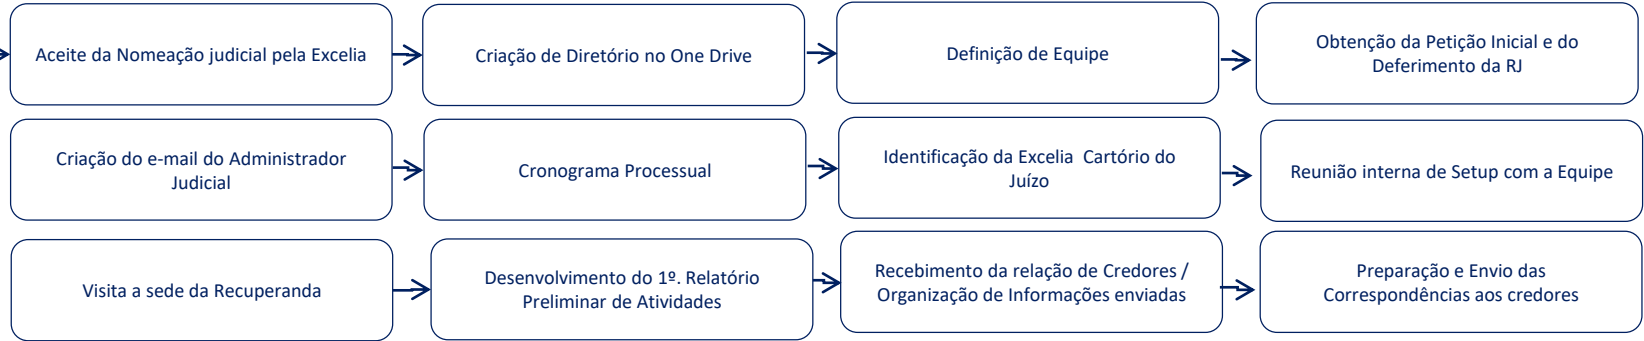 Aceite da Nomeação judicial pela Excelia
Criação de Diretório no One Drive
Definição de Equipe
Obtenção da Petição Inicial e do
Deferimento da RJ
Criação do e-mail do Administrador
Judicial
Cronograma Processual
Identificação da Excelia  Cartório do
Juízo
Reunião interna de Setup com a Equipe
Visita a sede da Recuperanda
Desenvolvimento do 1º. Relatório
Preliminar de Atividades
Recebimento da relação de Credores /
Organização de Informações enviadas
Preparação e Envio das
Correspondências aos credores